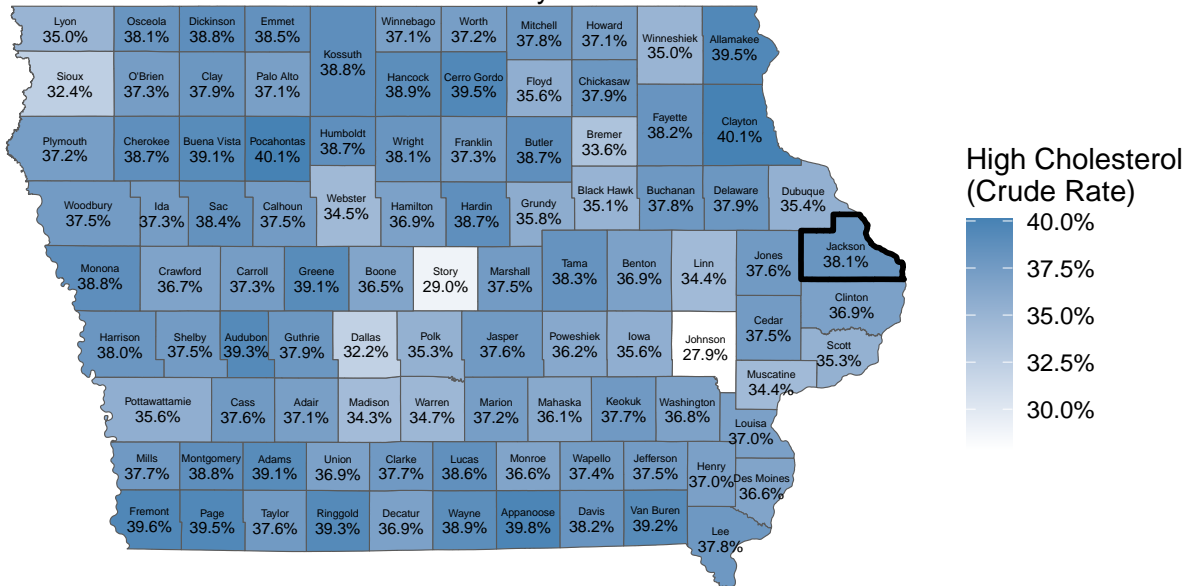 Lyon
35.0%
Osceola
38.1%
Dickinson
38.8%
Emmet
38.5%
Winnebago
37.1%
Worth
37.2%
Mitchell
37.8%
Howard
37.1%
Winneshiek
35.0%
Allamakee
39.5%
Kossuth
38.8%
Sioux
32.4%
O'Brien
37.3%
Clay
37.9%
Palo Alto
37.1%
Hancock
38.9%
Cerro Gordo
39.5%
Floyd
35.6%
Chickasaw
37.9%
Fayette
38.2%
Clayton
40.1%
Plymouth
37.2%
Cherokee
38.7%
Buena Vista
39.1%
Pocahontas
40.1%
Humboldt
38.7%
Wright
38.1%
Franklin
37.3%
Butler
38.7%
Bremer
33.6%
Woodbury
37.5%
Ida
37.3%
Sac
38.4%
Calhoun
37.5%
Webster
34.5%
Hamilton
36.9%
Hardin
38.7%
Grundy
35.8%
Black Hawk
35.1%
Buchanan
37.8%
Delaware
37.9%
Dubuque
35.4%
Monona
38.8%
Crawford
36.7%
Carroll
37.3%
Greene
39.1%
Boone
36.5%
Story
29.0%
Marshall
37.5%
Tama
38.3%
Benton
36.9%
Linn
34.4%
Jones
37.6%
Jackson
38.1%
Clinton
36.9%
Harrison
38.0%
Shelby
37.5%
Audubon
39.3%
Guthrie
37.9%
Dallas
32.2%
Polk
35.3%
Jasper
37.6%
Poweshiek
36.2%
Iowa
35.6%
Johnson
27.9%
Cedar
37.5%
Scott
35.3%
Muscatine
34.4%
Pottawattamie
35.6%
Cass
37.6%
Adair
37.1%
Madison
34.3%
Warren
34.7%
Marion
37.2%
Mahaska
36.1%
Keokuk
37.7%
Washington
36.8%
Louisa
37.0%
Mills
37.7%
Montgomery
38.8%
Adams
39.1%
Union
36.9%
Clarke
37.7%
Lucas
38.6%
Monroe
36.6%
Wapello
37.4%
Jefferson
37.5%
Henry
37.0%
Des Moines
36.6%
Fremont
39.6%
Page
39.5%
Taylor
37.6%
Ringgold
39.3%
Decatur
36.9%
Wayne
38.9%
Appanoose
39.8%
Davis
38.2%
Van Buren
39.2%
Lee
37.8%
High Cholesterol
(Crude Rate)
40.0%
37.5%
35.0%
32.5%
30.0%